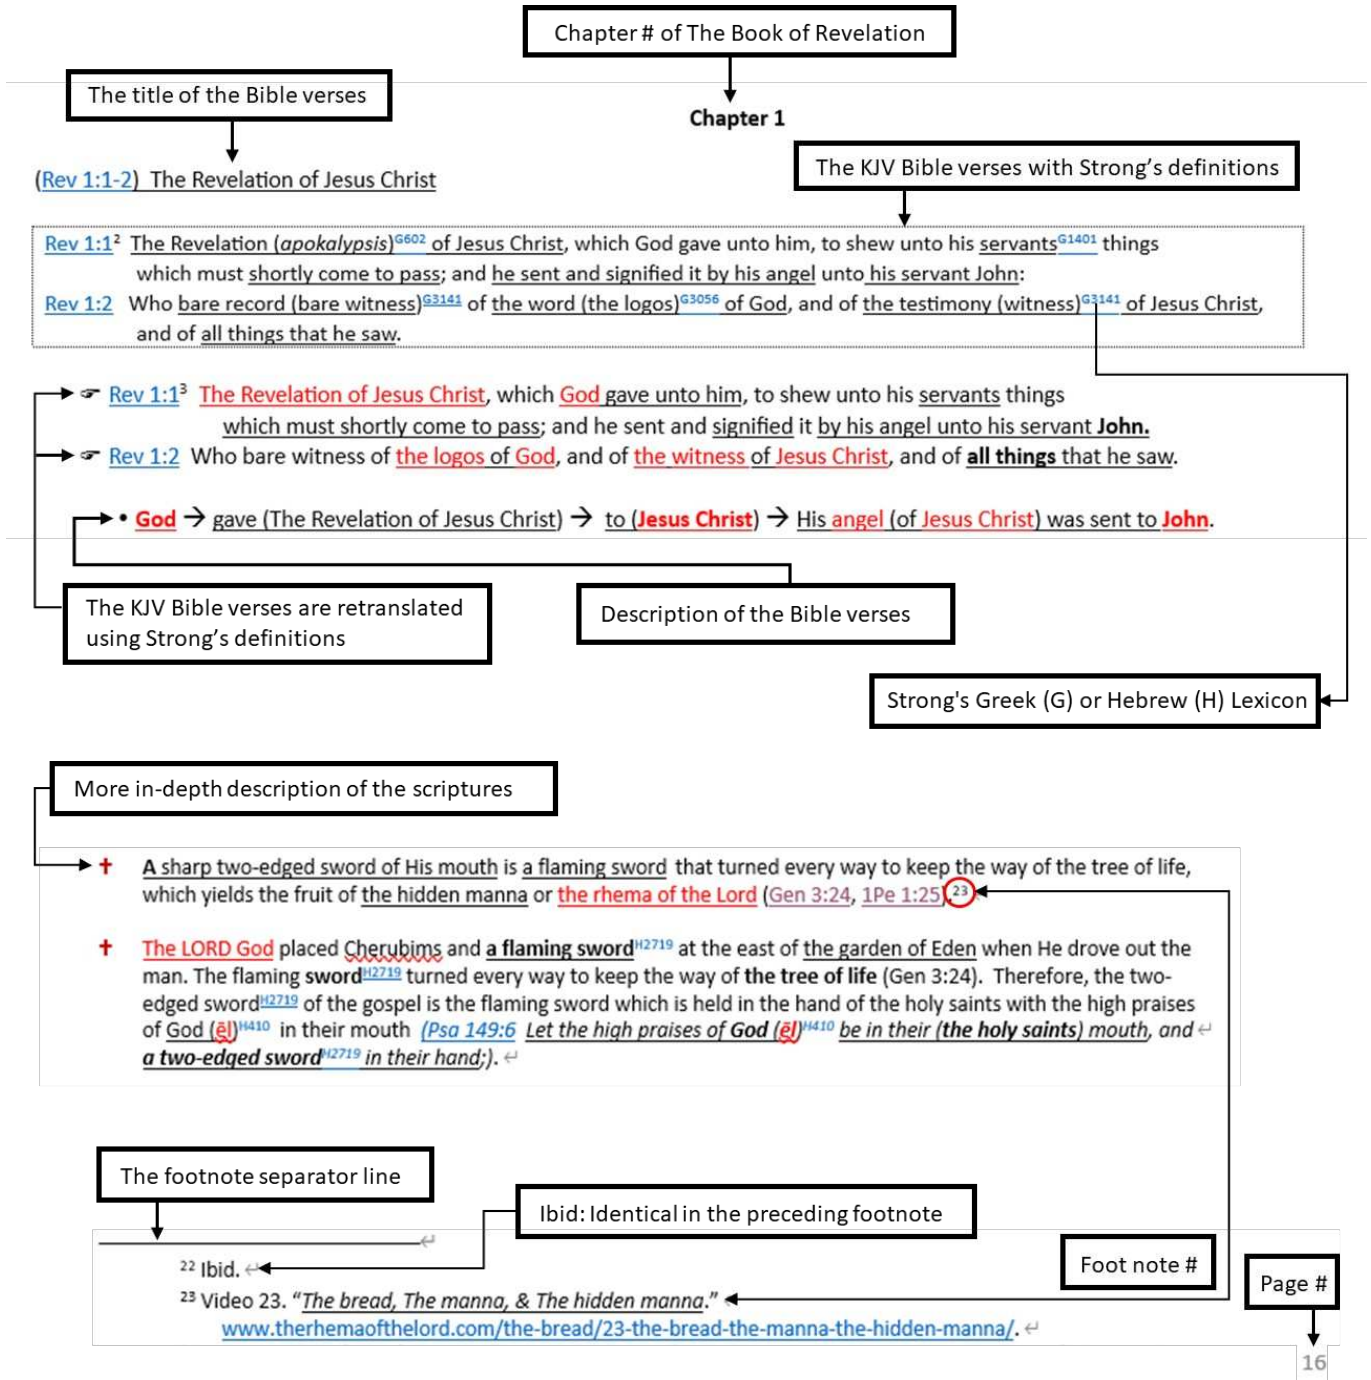 Chapter # of The Book of Revelation
The title of the Bible verses
Chapter 1
The KJV Bible verses with Strong's definitions
(Rev 1:1-2) The Revelation of Jesus Christ
Rev 1:1² The Revelation (apokalypsis)G602 of Jesus Christ, which God gave unto him, to shew unto his servantsG1401 things
which must shortly come to pass; and he sent and signified it by his angel unto his servant John:
Rev 1:2 Who bare record (bare witness)G3141 of the word (the logos)G3056 of God, and of the testimony (witness)G3141 of Jesus Christ,
and of all things that he saw.
☞ Rev 1:1³ The Revelation of Jesus Christ, which God gave unto him, to shew unto his servants things
which must shortly come to pass; and he sent and signified it by his angel unto his servant John.
☞ Rev 1:2 Who bare witness of the logos of God, and of the witness of Jesus Christ, and of all things that he saw.
• God → gave (The Revelation of Jesus Christ) → to (Jesus Christ) → His angel (of Jesus Christ) was sent to John.
The KJV Bible verses are retranslated
using Strong's definitions
Description of the Bible verses
Strong's Greek (G) or Hebrew (H) Lexicon
More in-depth description of the scriptures
✝ A sharp two-edged sword of His mouth is a flaming sword that turned every way to keep the way of the tree of life,
which yields the fruit of the hidden manna or the rhema of the Lord (Gen 3:24, 1Pe 1:25).²³
✝ The LORD God placed Cherubims and a flaming swordH2719 at the east of the garden of Eden when He drove out the
man. The flaming swordH2719 turned every way to keep the way of the tree of life (Gen 3:24). Therefore, the two-
edged swordH2719 of the gospel is the flaming sword which is held in the hand of the holy saints with the high praises
of God (ēl)H410 in their mouth (Psa 149:6 Let the high praises of God (ēl)H410 be in their (the holy saints) mouth, and ↵
a two-edged swordH2719 in their hand;). ↵
The footnote separator line
Ibid: Identical in the preceding footnote
Foot note #
Page #
²² Ibid. ↵
²³ Video 23. “The bread, The manna, & The hidden manna.”
www.therhemaofthelord.com/the-bread/23-the-bread-the-manna-the-hidden-manna/. ↵
16